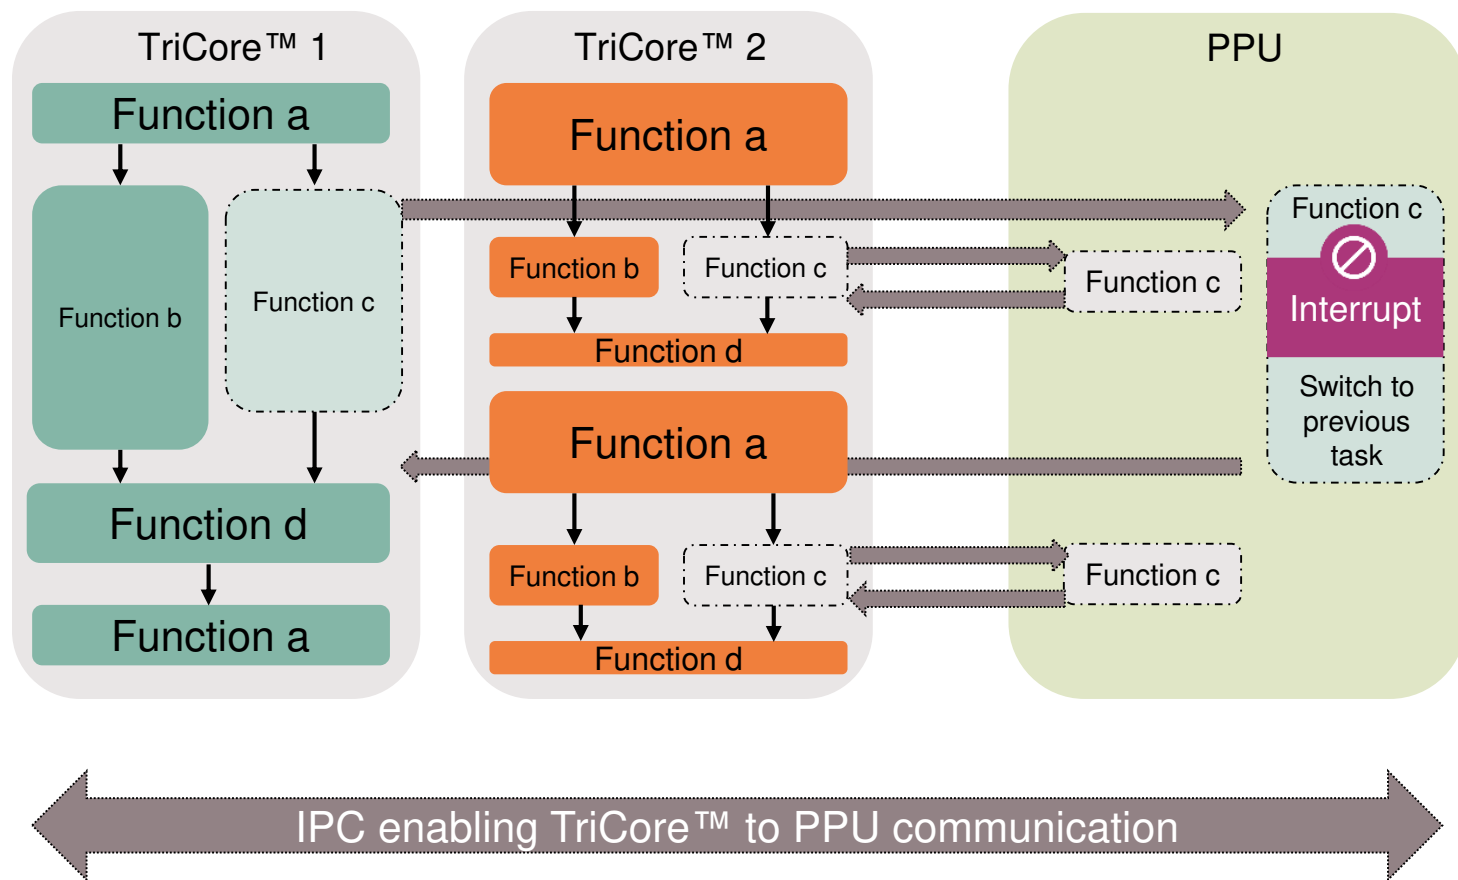 TriCore™ 1
Function a
Function b
Function c
Function d
Function a
TriCore™ 2
Function a
Function b
Function c
Function d
Function a
Function b
Function c
Function d
PPU
Function c
Function c
Function c
Interrupt
Switch to
previous
task
IPC enabling TriCore™ to PPU communication